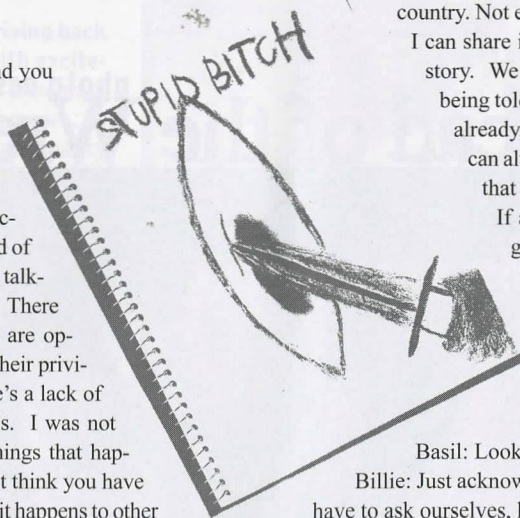 STUPID BITCH
d you
c-
d of
talk-
There
are op-
heir privi-
e's a lack of
s. I was not
nings that hap-
t think you have
it happens to other
country. Not e
I can share i
story. We
being tol
already
can al
that
If a
g
Basil: Look
Billie: Just acknow
have to ask ourselves,